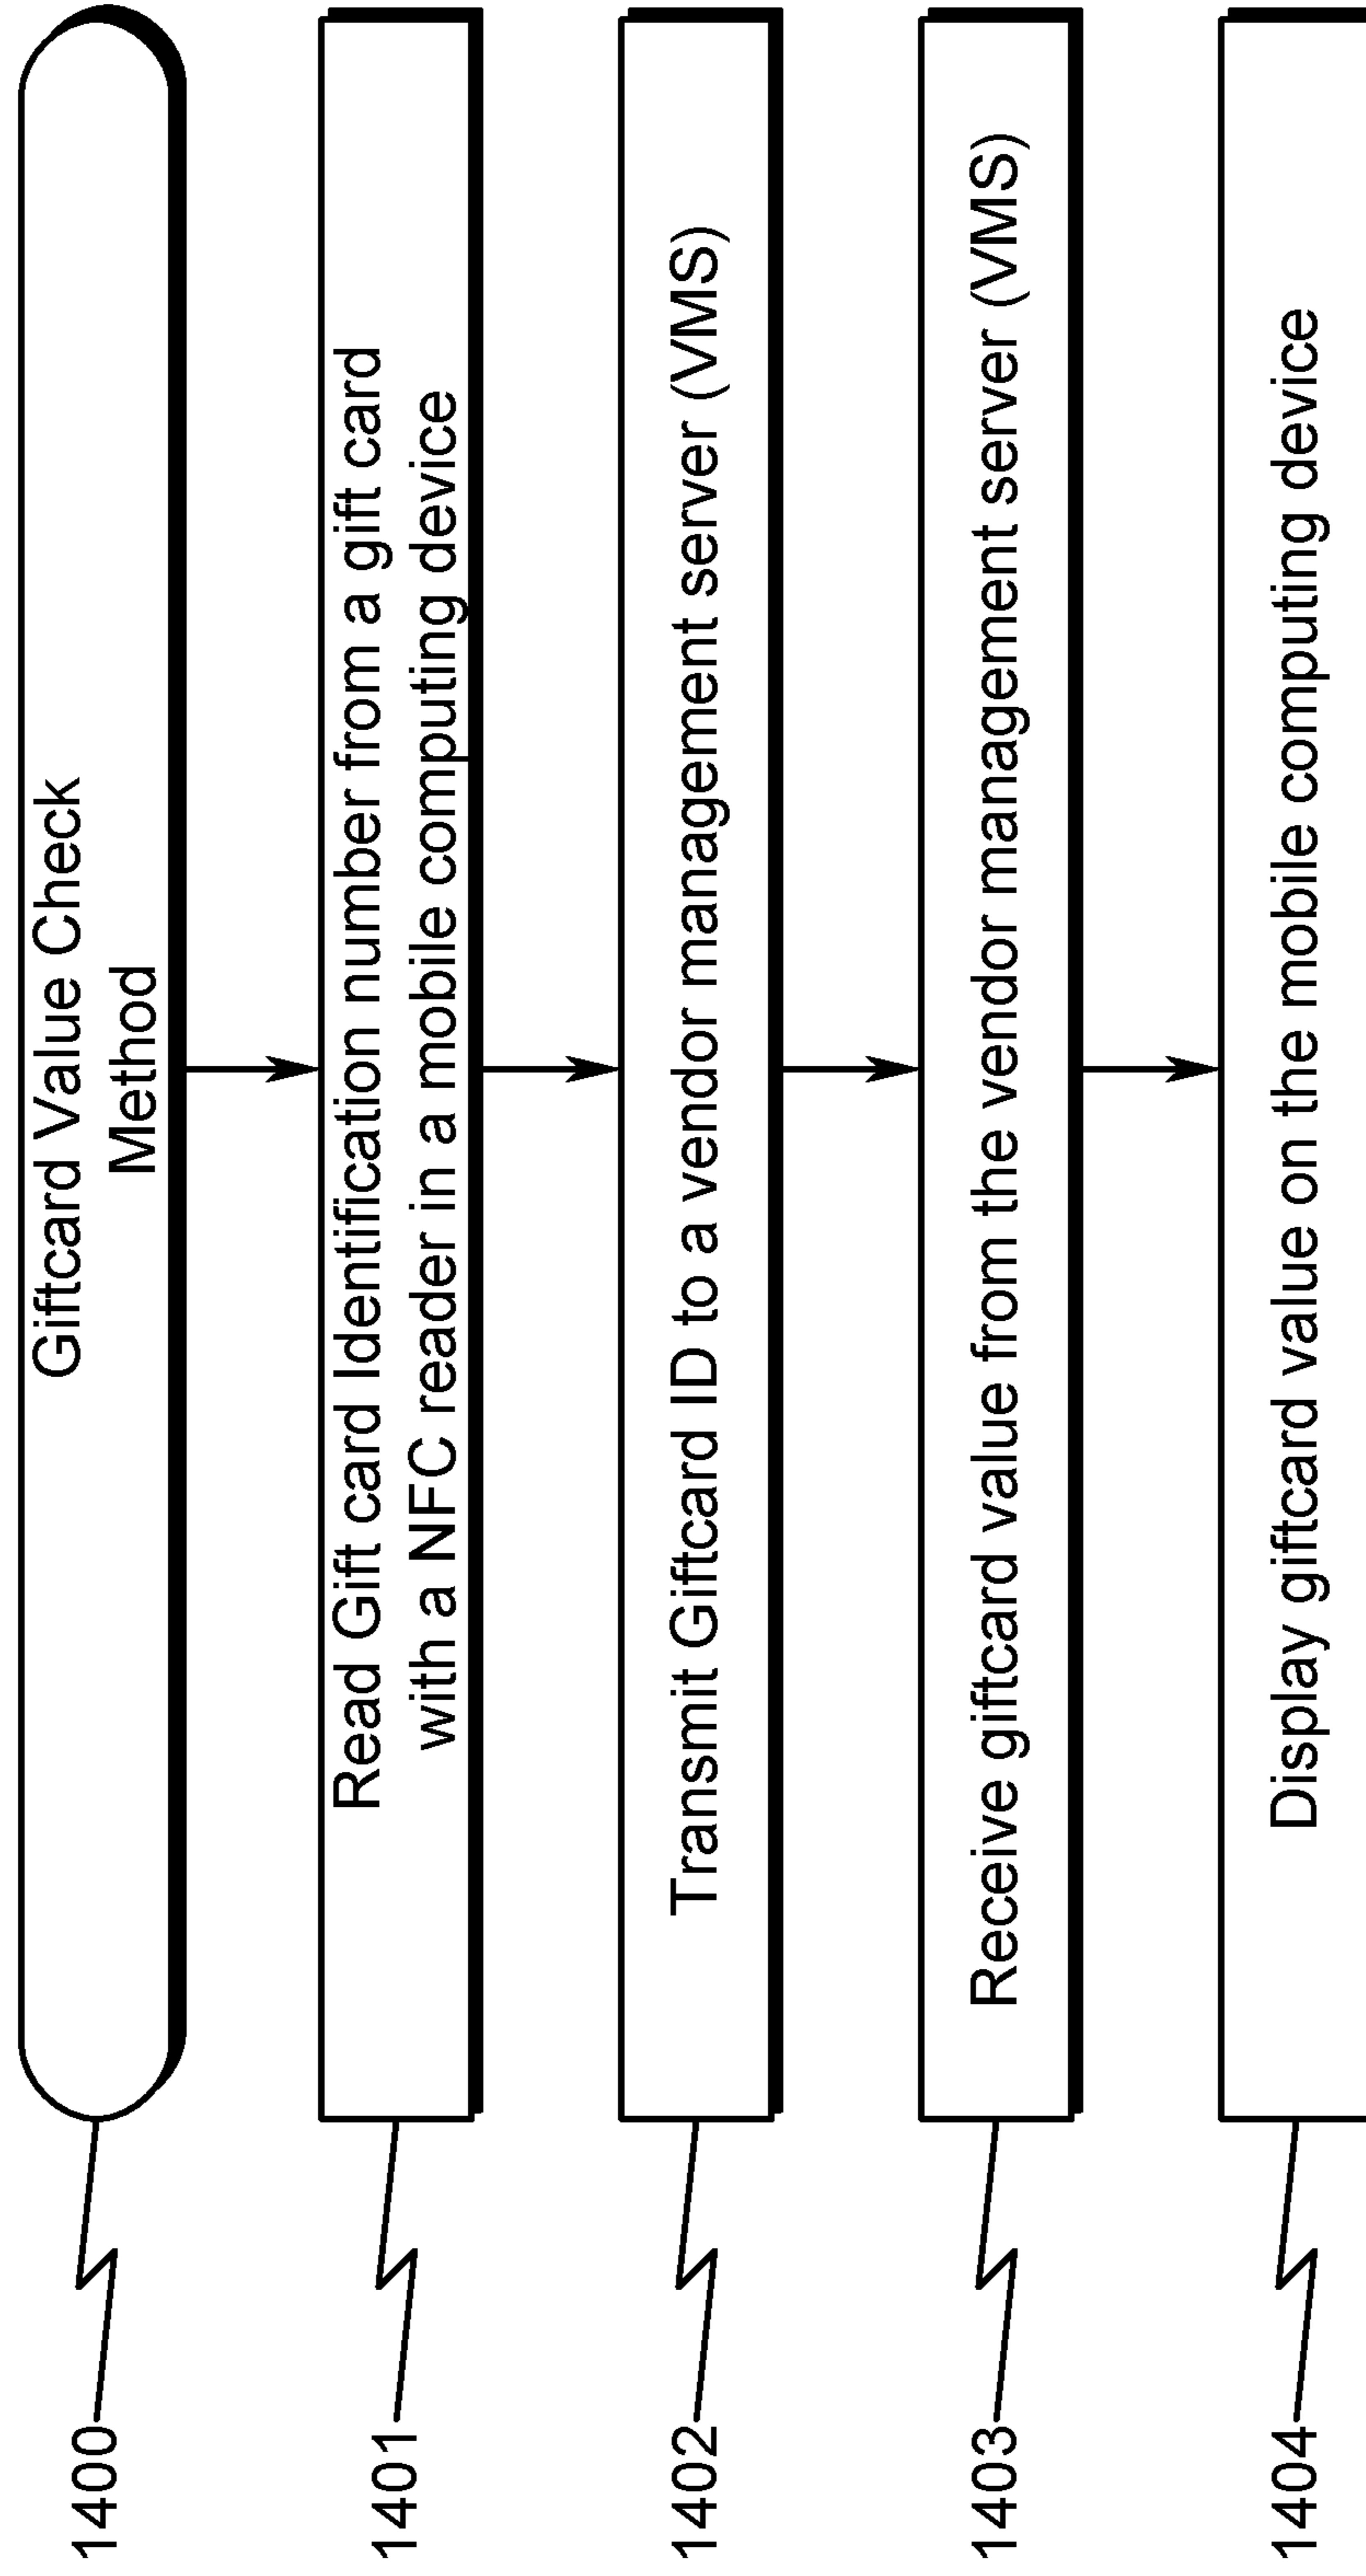 1400
Giftcard Value Check
Method
1401
Read Gift card Identification number from a gift card
with a NFC reader in a mobile computing device
1402
Transmit Giftcard ID to a vendor management server (VMS)
1403
Receive giftcard value from the vendor management server (VMS)
1404
Display giftcard value on the mobile computing device